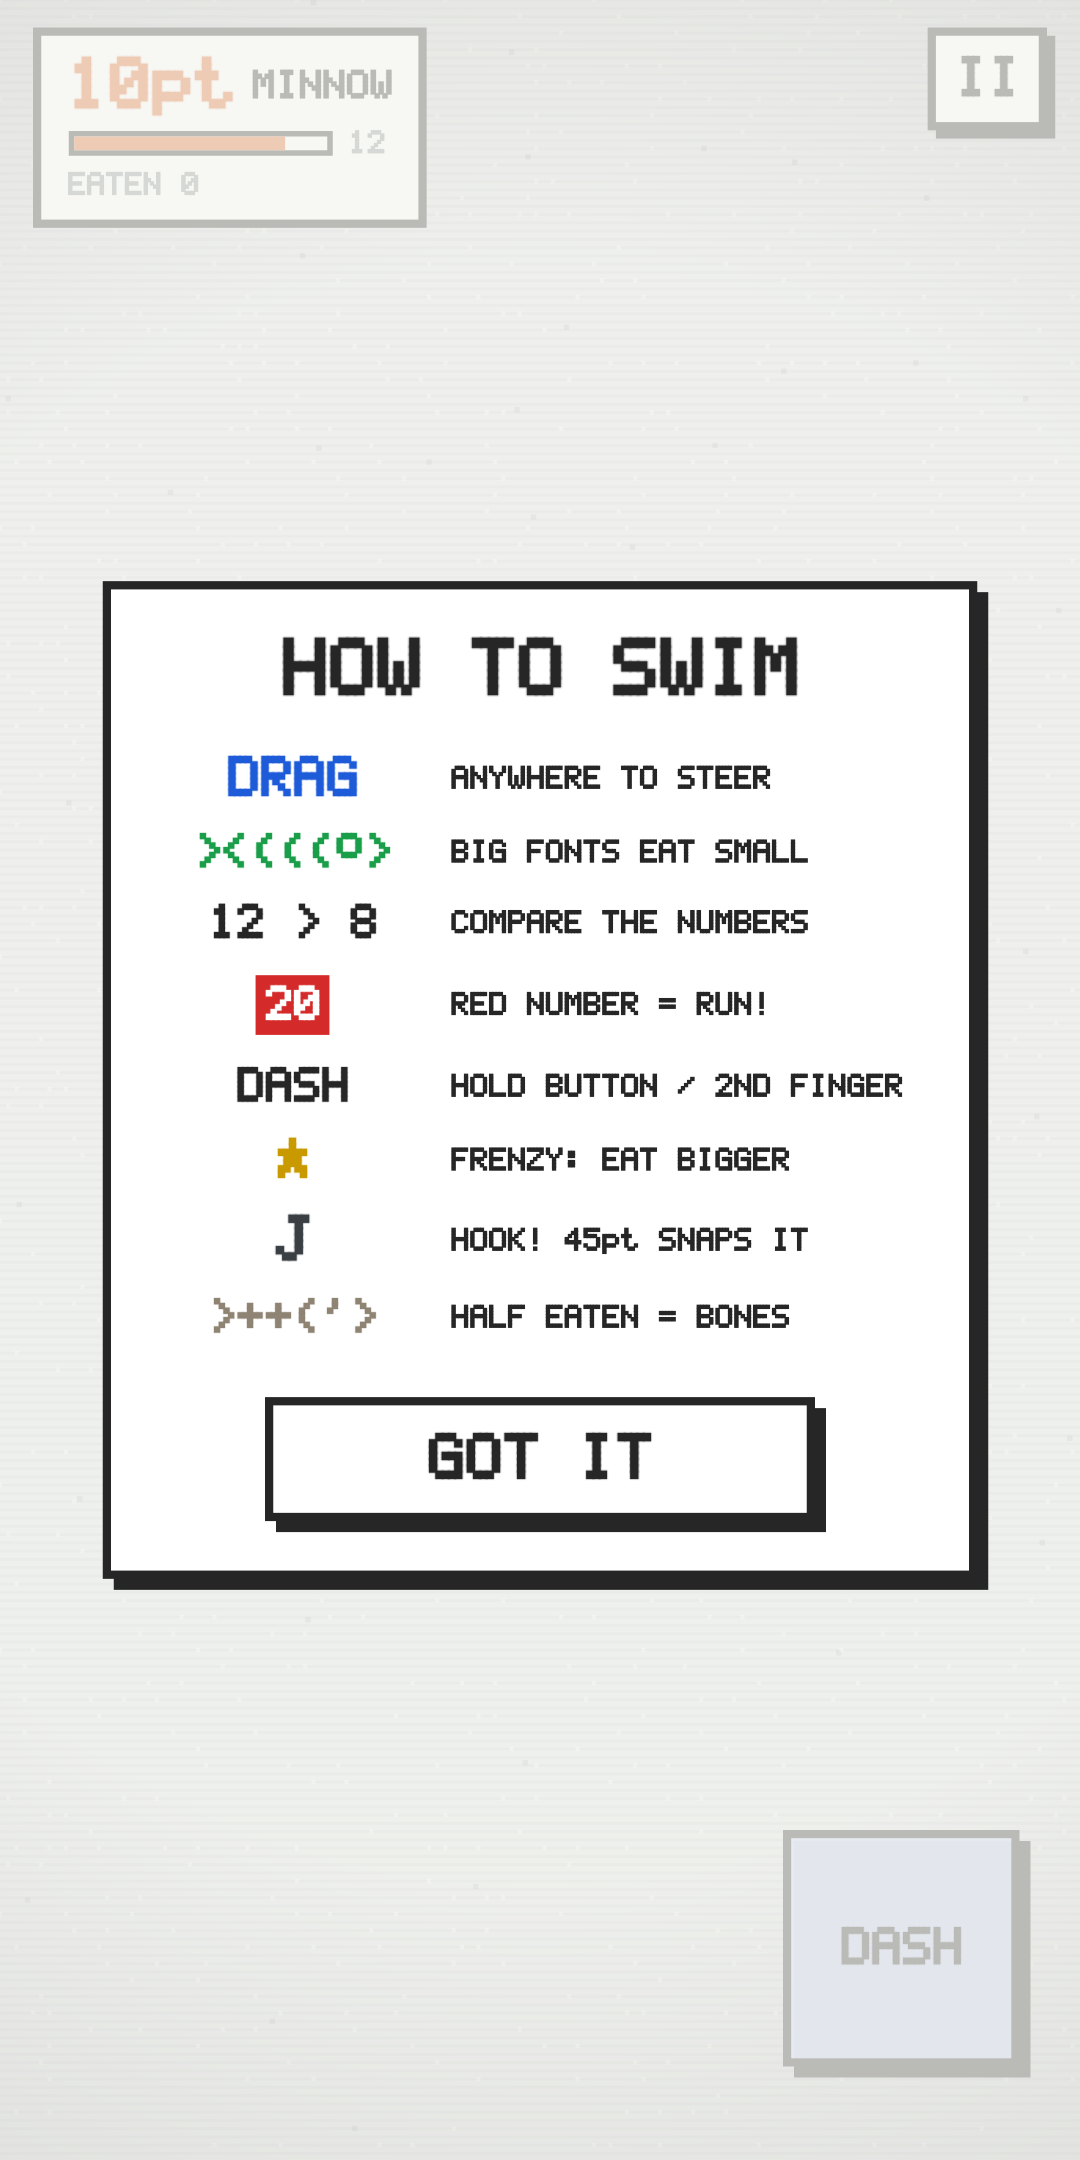 10pt MINNOW
12
EATEN 0
II
HOW TO SWIM
DRAG ANYWHERE TO STEER
><(((º> BIG FONTS EAT SMALL
12 > 8 COMPARE THE NUMBERS
20 RED NUMBER = RUN!
DASH HOLD BUTTON / 2ND FINGER
* FRENZY: EAT BIGGER
J HOOK! 45pt SNAPS IT
>++('> HALF EATEN = BONES
GOT IT
DASH